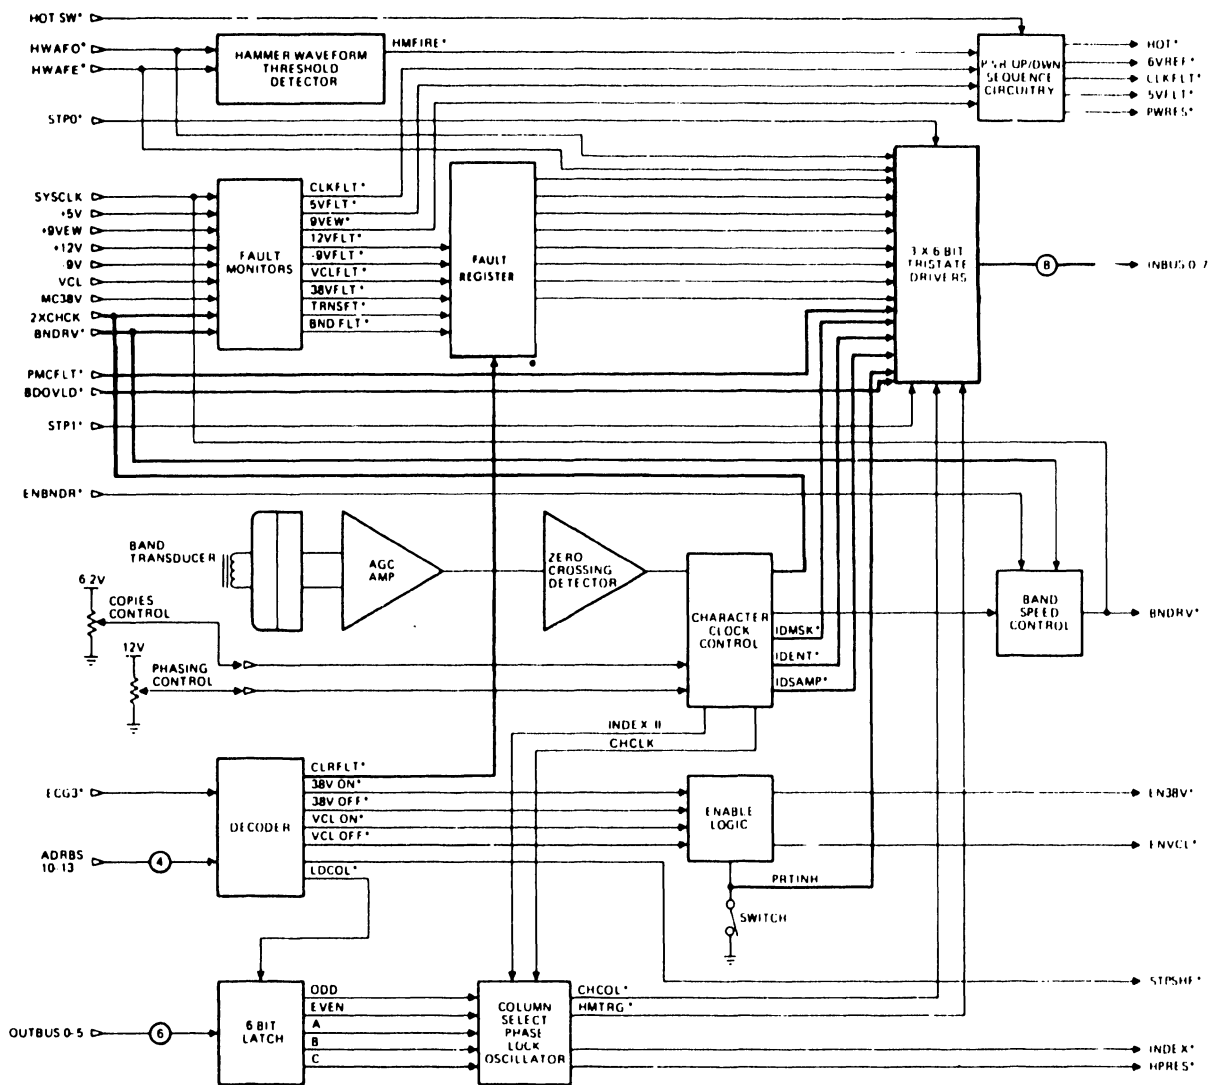 HOT SW*
HWAFO*
HWAFE*
HAMMER WAVEFORM
THRESHOLD
DETECTOR
HMFIRE*
PWR UP/DWN
SEQUENCE
CIRCUITRY
HOT*
6VREF*
CLKFLT*
5VFLT*
PWRES*
STP0*
SYSCLK
+5V
+9VEW
+12V
-9V
VCL
MC38V
2XCHCK
BNDRV*
FAULT
MONITORS
CLKFLT*
5VFLT*
9VEW*
12VFLT*
-9VFLT*
VCLFLT*
38VFLT*
TRNSFT*
BND FLT*
FAULT
REGISTER
3 X 6 BIT
TRISTATE
DRIVERS
8
INBUS 0-7
PMCFLT*
BDOVLD*
STP1*
ENBNDR*
BAND
TRANSDUCER
AGC
AMP
ZERO
CROSSING
DETECTOR
CHARACTER
CLOCK
CONTROL
IDMSK*
IDENT*
IDSAMP*
BAND
SPEED
CONTROL
BNDRV*
6.2V
COPIES
CONTROL
12V
PHASING
CONTROL
INDEX II
CHCLK
ECG3*
ADRBS
10-13
4
DECODER
CLRFLT*
38V ON*
38V OFF*
VCL ON*
VCL OFF*
LDCOL*
ENABLE
LOGIC
EN38V*
ENVCL*
PRTINH
SWITCH
STPSHF*
OUTBUS 0-5
6
6 BIT
LATCH
ODD
EVEN
A
B
C
COLUMN
SELECT
PHASE
LOCK
OSCILLATOR
CHCOL*
HMTRG*
INDEX*
HPRES*